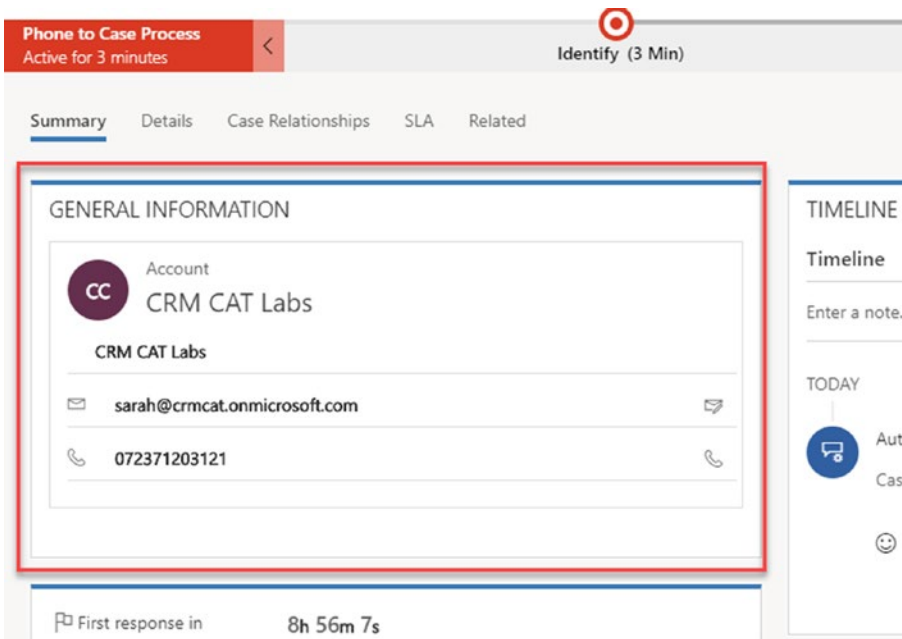 Phone to Case Process
Active for 3 minutes
Identify (3 Min)
Summary Details Case Relationships SLA Related
GENERAL INFORMATION
CC
Account
CRM CAT Labs
CRM CAT Labs
sarah@crmcat.onmicrosoft.com
072371203121
First response in 8h 56m 7s
TIMELINE
Timeline
Enter a note.
TODAY
Aut
Cas